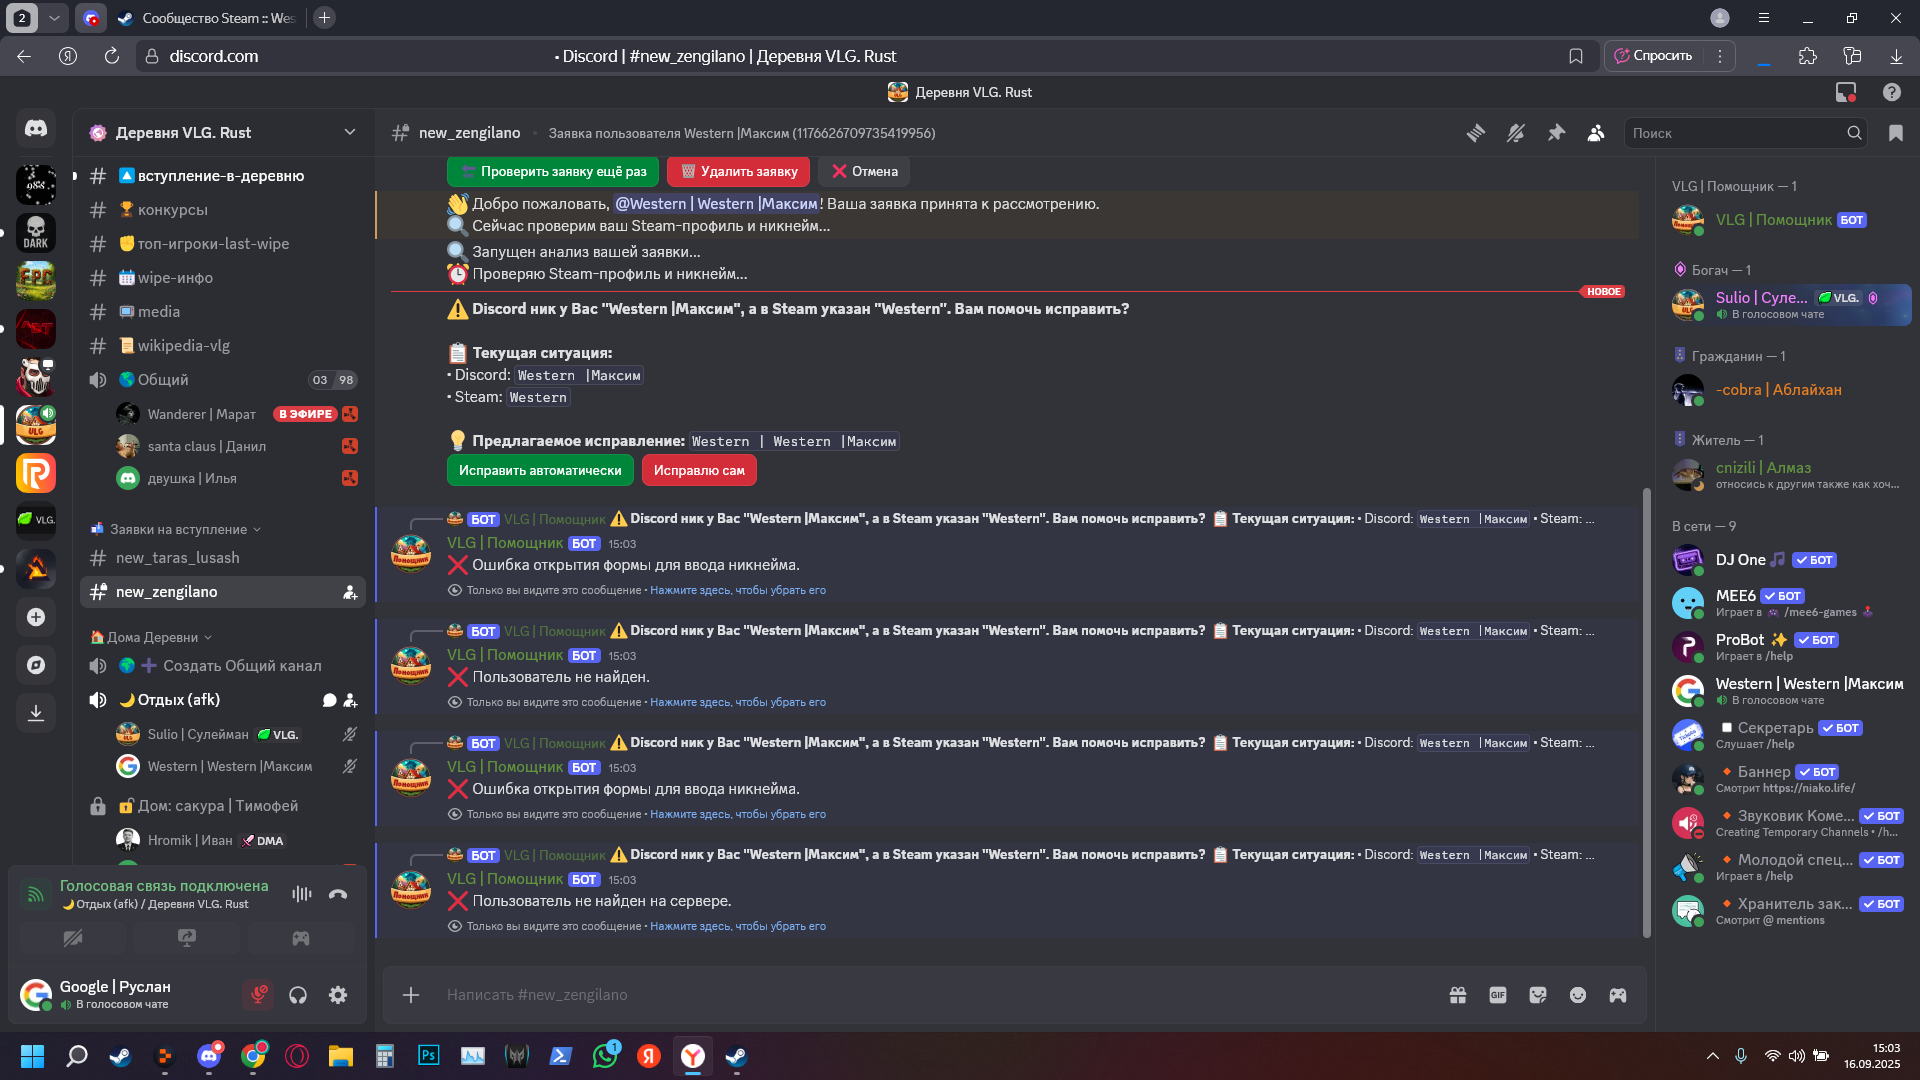 2
Сообщество Steam :: Wes
discord.com
• Discord | #new_zengilano | Деревня VLG. Rust
Спросить
Деревня VLG. Rust
Деревня VLG. Rust
вступление-в-деревню
конкурсы
топ-игроки-last-wipe
wipe-инфо
media
wikipedia-vlg
Общий
03 98
Wanderer | Марат
В ЭФИРЕ
santa claus | Данил
двушка | Илья
Заявки на вступление
new_taras_lusash
new_zengilano
Дома Деревни
Создать Общий канал
Отдых (afk)
Sulio | Сулейман VLG.
Western | Western |Максим
Дом: сакура | Тимофей
Hromik | Иван DMA
Голосовая связь подключена
Отдых (afk) / Деревня VLG. Rust
Google | Руслан
В голосовом чате
DARK
VLG.
new_zengilano
Заявка пользователя Western |Максим (1176626709735419956)
Поиск
Проверить заявку ещё раз
Удалить заявку
Отмена
Добро пожаловать, @Western | Western |Максим! Ваша заявка принята к рассмотрению.
Сейчас проверим ваш Steam-профиль и никнейм...
Запущен анализ вашей заявки...
Проверяю Steam-профиль и никнейм...
НОВОЕ
Discord ник у Вас "Western |Максим", а в Steam указан "Western". Вам помочь исправить?
Текущая ситуация:
• Discord: Western |Максим
• Steam: Western
Предлагаемое исправление: Western | Western |Максим
Исправить автоматически
Исправлю сам
БОТ VLG | Помощник Discord ник у Вас "Western |Максим", а в Steam указан "Western". Вам помочь исправить? Текущая ситуация: • Discord: Western |Максим • Steam: ...
VLG | Помощник БОТ 15:03
Ошибка открытия формы для ввода никнейма.
Только вы видите это сообщение • Нажмите здесь, чтобы убрать его
БОТ VLG | Помощник Discord ник у Вас "Western |Максим", а в Steam указан "Western". Вам помочь исправить? Текущая ситуация: • Discord: Western |Максим • Steam: ...
VLG | Помощник БОТ 15:03
Пользователь не найден.
Только вы видите это сообщение • Нажмите здесь, чтобы убрать его
БОТ VLG | Помощник Discord ник у Вас "Western |Максим", а в Steam указан "Western". Вам помочь исправить? Текущая ситуация: • Discord: Western |Максим • Steam: ...
VLG | Помощник БОТ 15:03
Ошибка открытия формы для ввода никнейма.
Только вы видите это сообщение • Нажмите здесь, чтобы убрать его
БОТ VLG | Помощник Discord ник у Вас "Western |Максим", а в Steam указан "Western". Вам помочь исправить? Текущая ситуация: • Discord: Western |Максим • Steam: ...
VLG | Помощник БОТ 15:03
Пользователь не найден на сервере.
Только вы видите это сообщение • Нажмите здесь, чтобы убрать его
Написать #new_zengilano
GIF
VLG | Помощник — 1
VLG | Помощник БОТ
Богач — 1
Sulio | Суле... VLG.
В голосовом чате
Гражданин — 1
-cobra | Аблайхан
Житель — 1
cnizili | Алмаз
относись к другим также как хоч...
В сети — 9
DJ One БОТ
MEE6 БОТ
Играет в /mee6-games
ProBot БОТ
Играет в /help
Western | Western |Максим
В голосовом чате
Секретарь БОТ
Слушает /help
Баннер БОТ
Смотрит https://niako.life/
Звуковик Коме... БОТ
Creating Temporary Channels • /h...
Молодой спец... БОТ
Играет в /help
Хранитель зак... БОТ
Смотрит @ mentions
Ps
1
15:03
16.09.2025